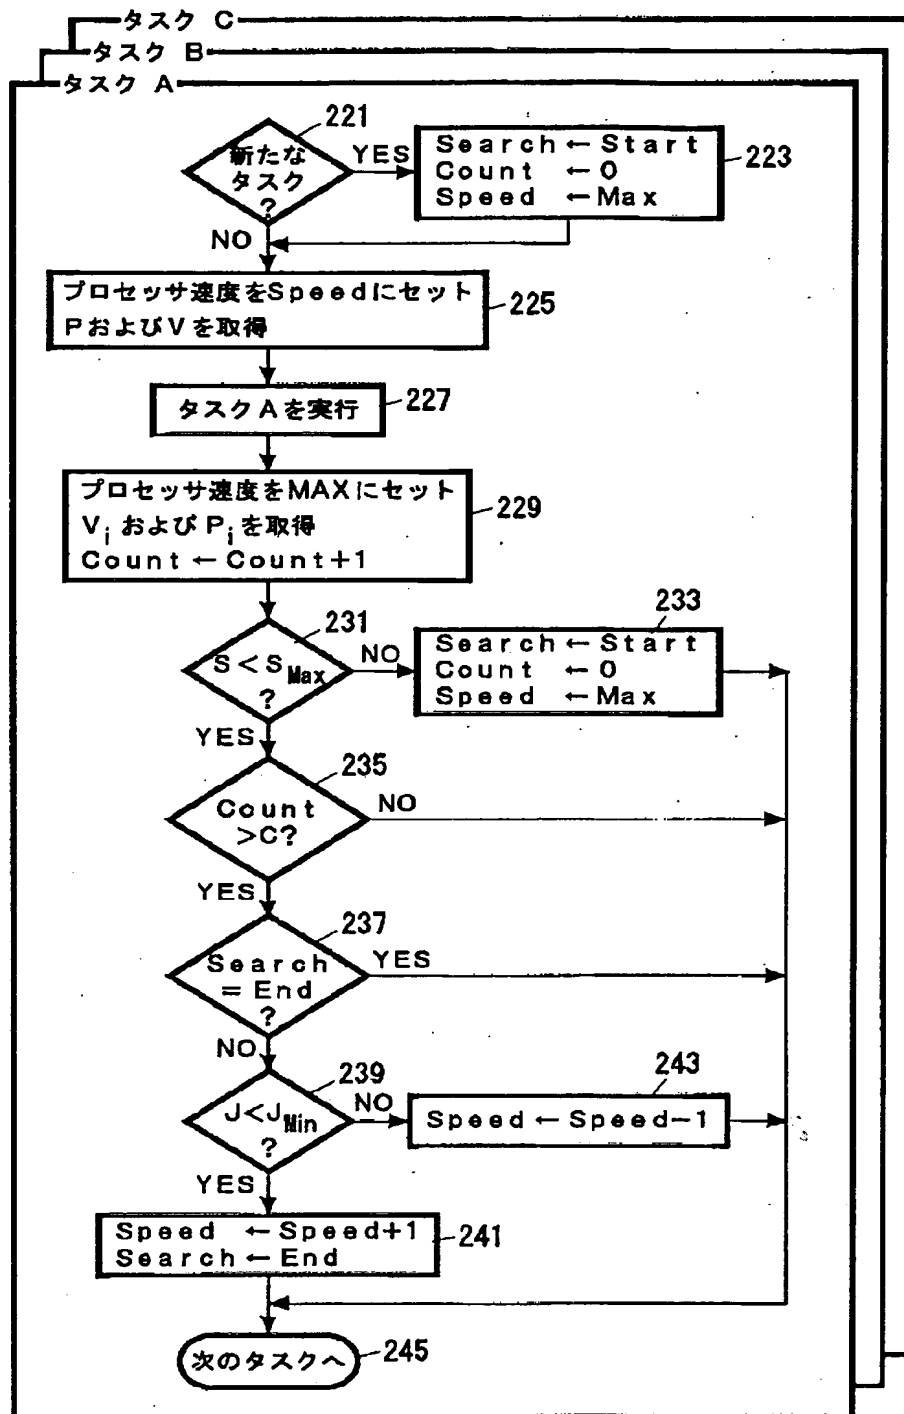 タスク C
タスク B
タスク A
221
新たな
タスク
?
YES
NO
Search←Start
Count ←0
Speed ←Max
223
プロセッサ速度をSpeedにセット
PおよびVを取得
225
タスクAを実行
227
プロセッサ速度をMAXにセット
ViおよびPiを取得
Count←Count+1
229
231
S<SMax
?
NO
YES
233
Search←Start
Count ←0
Speed ←Max
235
Count
>C?
NO
YES
237
Search
=End
?
YES
NO
239
J<JMin
?
NO
YES
243
Speed←Speed-1
Speed ←Speed+1
Search←End
241
次のタスクへ
245